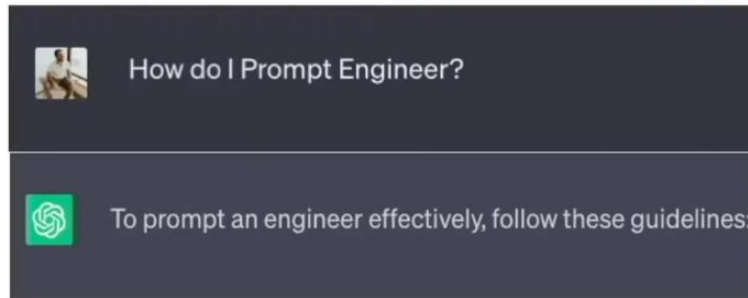 How do I Prompt Engineer?
To prompt an engineer effectively, follow these guidelines: